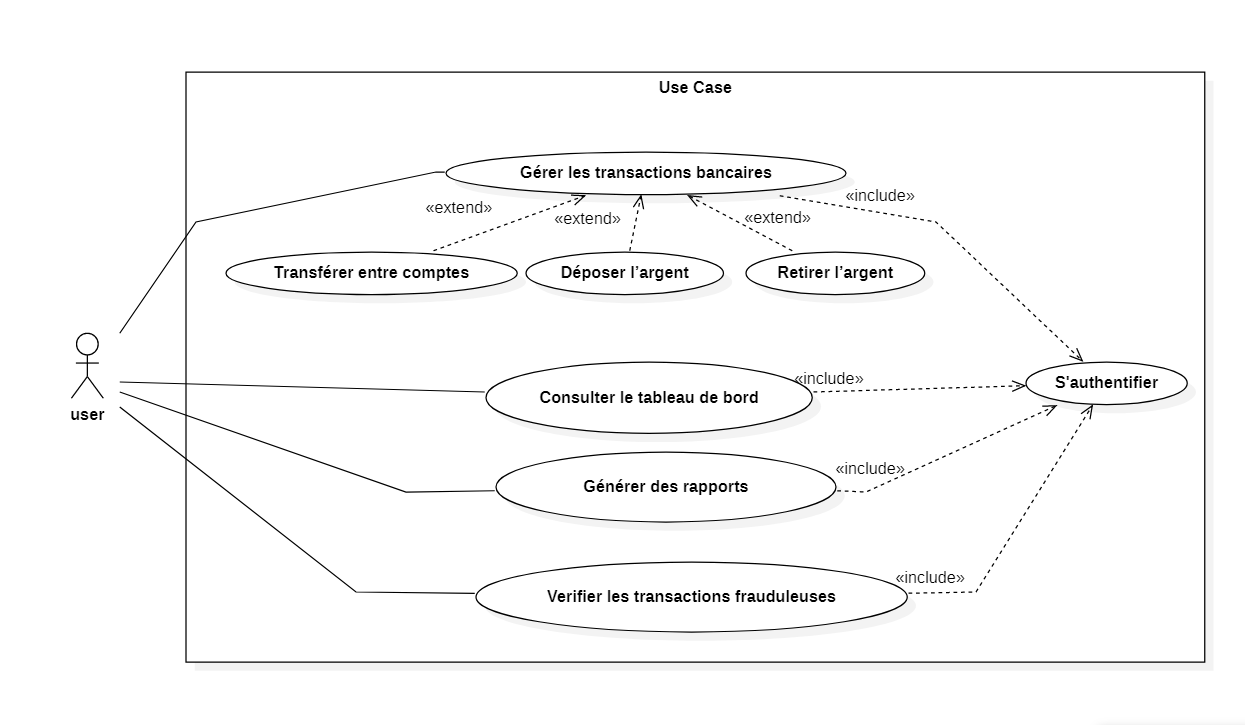 Use Case
Gérer les transactions bancaires
«include»
«extend»
«extend»
«extend»
Transférer entre comptes
Déposer l’argent
Retirer l’argent
user
Consulter le tableau de bord
«include»
S'authentifier
Générer des rapports
«include»
Verifier les transactions frauduleuses
«include»